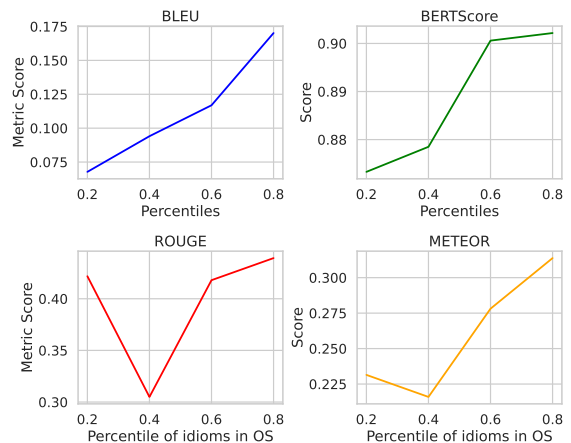 BLEU
0.175
0.150
0.125
0.100
0.075
Metric Score
0.2 0.4 0.6 0.8
Percentiles
BERTScore
0.90
0.89
0.88
Score
0.2 0.4 0.6 0.8
Percentiles
ROUGE
0.40
0.35
0.30
Metric Score
0.2 0.4 0.6 0.8
Percentile of idioms in OS
METEOR
0.300
0.275
0.250
0.225
Score
0.2 0.4 0.6 0.8
Percentile of idioms in OS